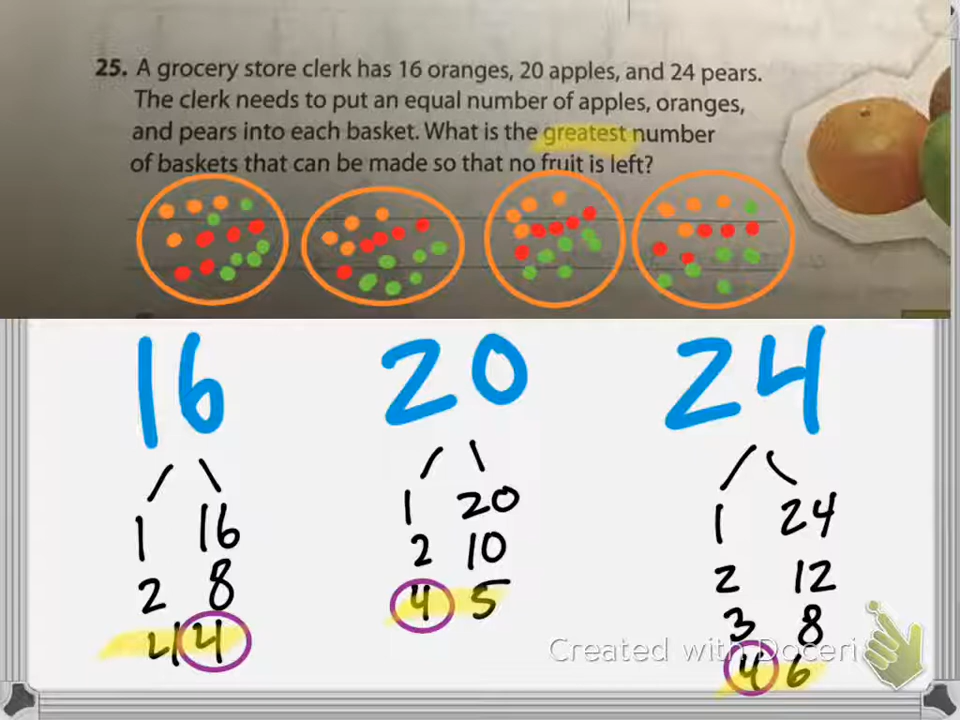 25. A grocery store clerk has 16 oranges, 20 apples, and 24 pears.
The clerk needs to put an equal number of apples, oranges,
and pears into each basket. What is the greatest number
of baskets that can be made so that no fruit is left?
16 20 24
1 16 1 20 1 24
2 8 2 10 2 12
4 4 4 5 3 8
4 6
Created with Doceri